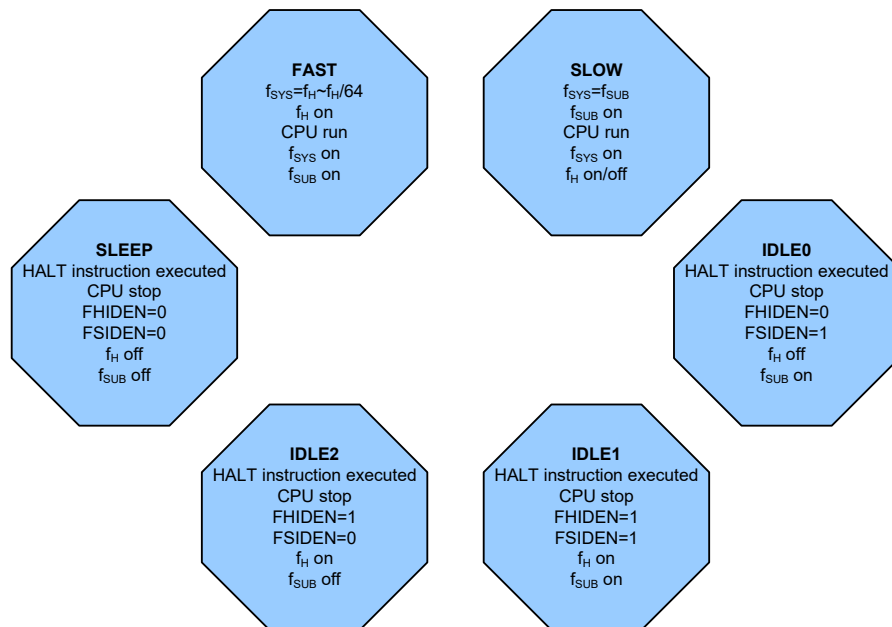 FAST
fSYS=fH~fH/64
fH on
CPU run
fSYS on
fSUB on
SLOW
fSYS=fSUB
fSUB on
CPU run
fSYS on
fH on/off
SLEEP
HALT instruction executed
CPU stop
FHIDEN=0
FSIDEN=0
fH off
fSUB off
IDLE0
HALT instruction executed
CPU stop
FHIDEN=0
FSIDEN=1
fH off
fSUB on
IDLE2
HALT instruction executed
CPU stop
FHIDEN=1
FSIDEN=0
fH on
fSUB off
IDLE1
HALT instruction executed
CPU stop
FHIDEN=1
FSIDEN=1
fH on
fSUB on